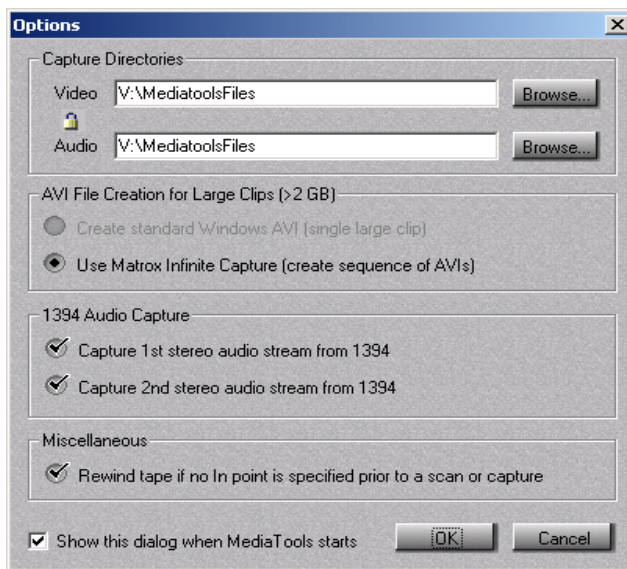 Options
Capture Directories
Video V:\MediatoolsFiles Browse...
Audio V:\MediatoolsFiles Browse...
AVI File Creation for Large Clips (>2 GB)
Create standard Windows AVI (single large clip)
Use Matrox Infinite Capture (create sequence of AVIs)
1394 Audio Capture
Capture 1st stereo audio stream from 1394
Capture 2nd stereo audio stream from 1394
Miscellaneous
Rewind tape if no In point is specified prior to a scan or capture
Show this dialog when MediaTools starts OK Cancel